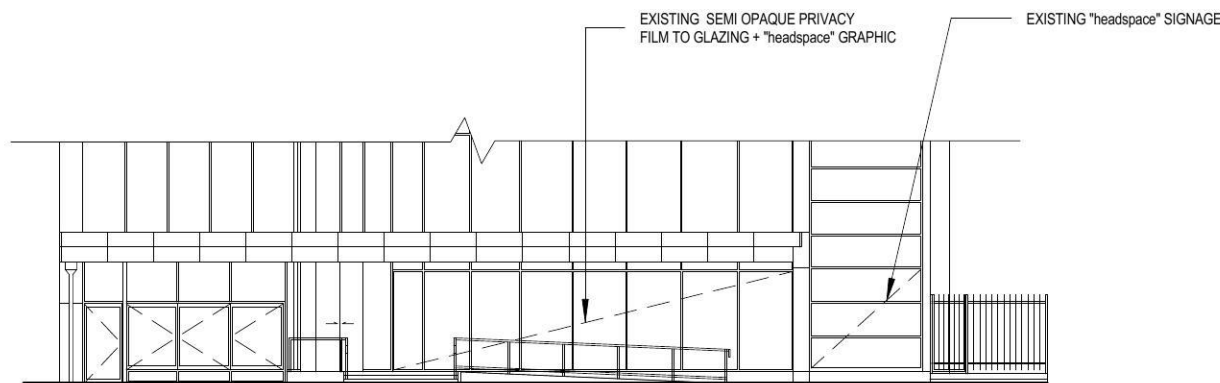 EXISTING SEMI OPAQUE PRIVACY
FILM TO GLAZING + "headspace" GRAPHIC
EXISTING "headspace" SIGNAGE